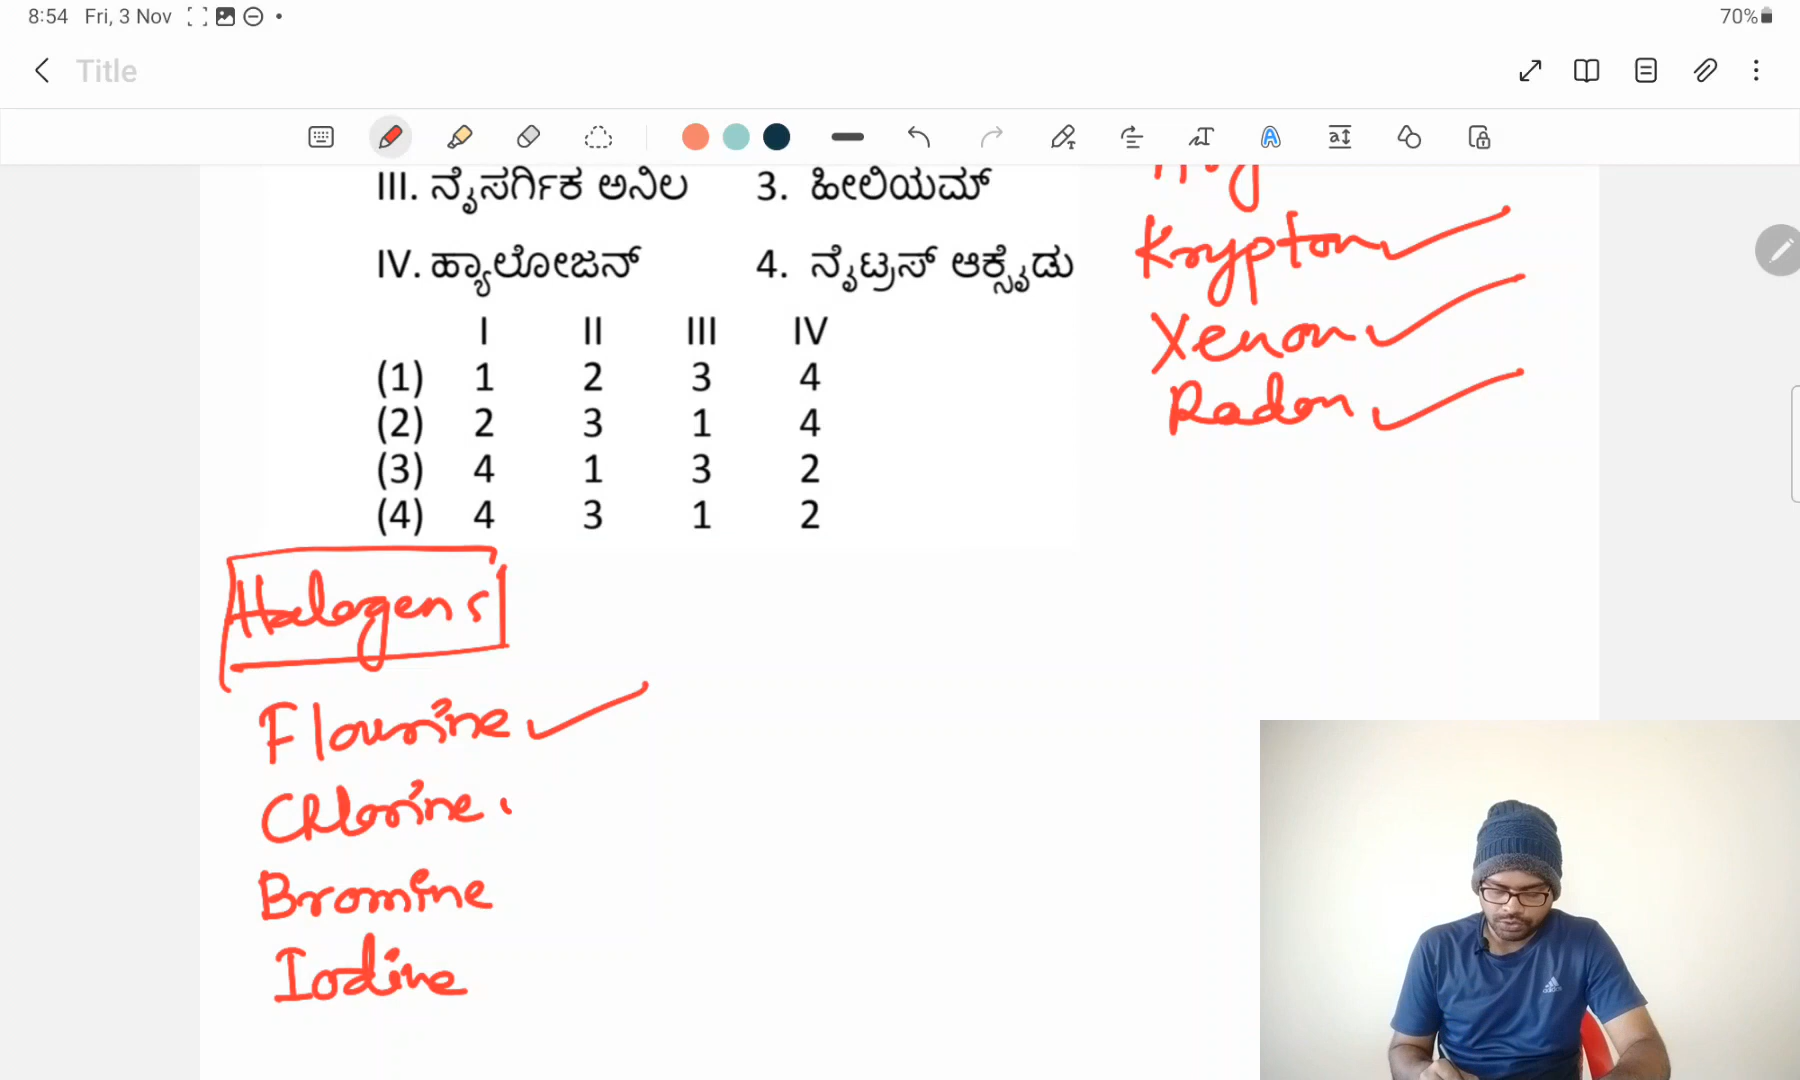 8:54 Fri, 3 Nov
70%
Title
III. ನೈಸರ್ಗಿಕ ಅನಿಲ 3. ಹೀಲಿಯಮ್
IV. ಹ್ಯಾಲೋಜನ್ 4. ನೈಟ್ರಸ್ ಆಕ್ಸೈಡು
I II III IV
(1) 1 2 3 4
(2) 2 3 1 4
(3) 4 1 3 2
(4) 4 3 1 2
Krypton
Xenon
Radon
Halogens
Flourine
Chlorine
Bromine
Iodine
adidas